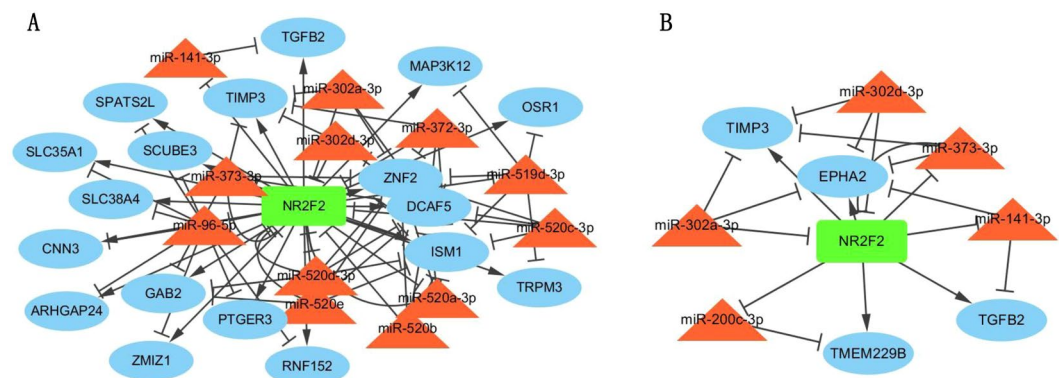 A
B
TGFB2
miR-141-3p
MAP3K12
miR-302a-3p
SPATS2L
TIMP3
OSR1
miR-372-3p
miR-302d-3p
SLC35A1
SCUBE3
miR-373-3p
ZNF2
miR-519d-3p
SLC38A4
NR2F2
DCAF5
miR-96-5p
miR-520c-3p
CNN3
ISM1
miR-520d-3p
TRPM3
GAB2
miR-520a-3p
ARHGAP24
miR-520e
PTGER3
miR-520b
ZMIZ1
RNF152
miR-302d-3p
TIMP3
miR-373-3p
EPHA2
miR-302a-3p
miR-141-3p
NR2F2
miR-200c-3p
TGFB2
TMEM229B